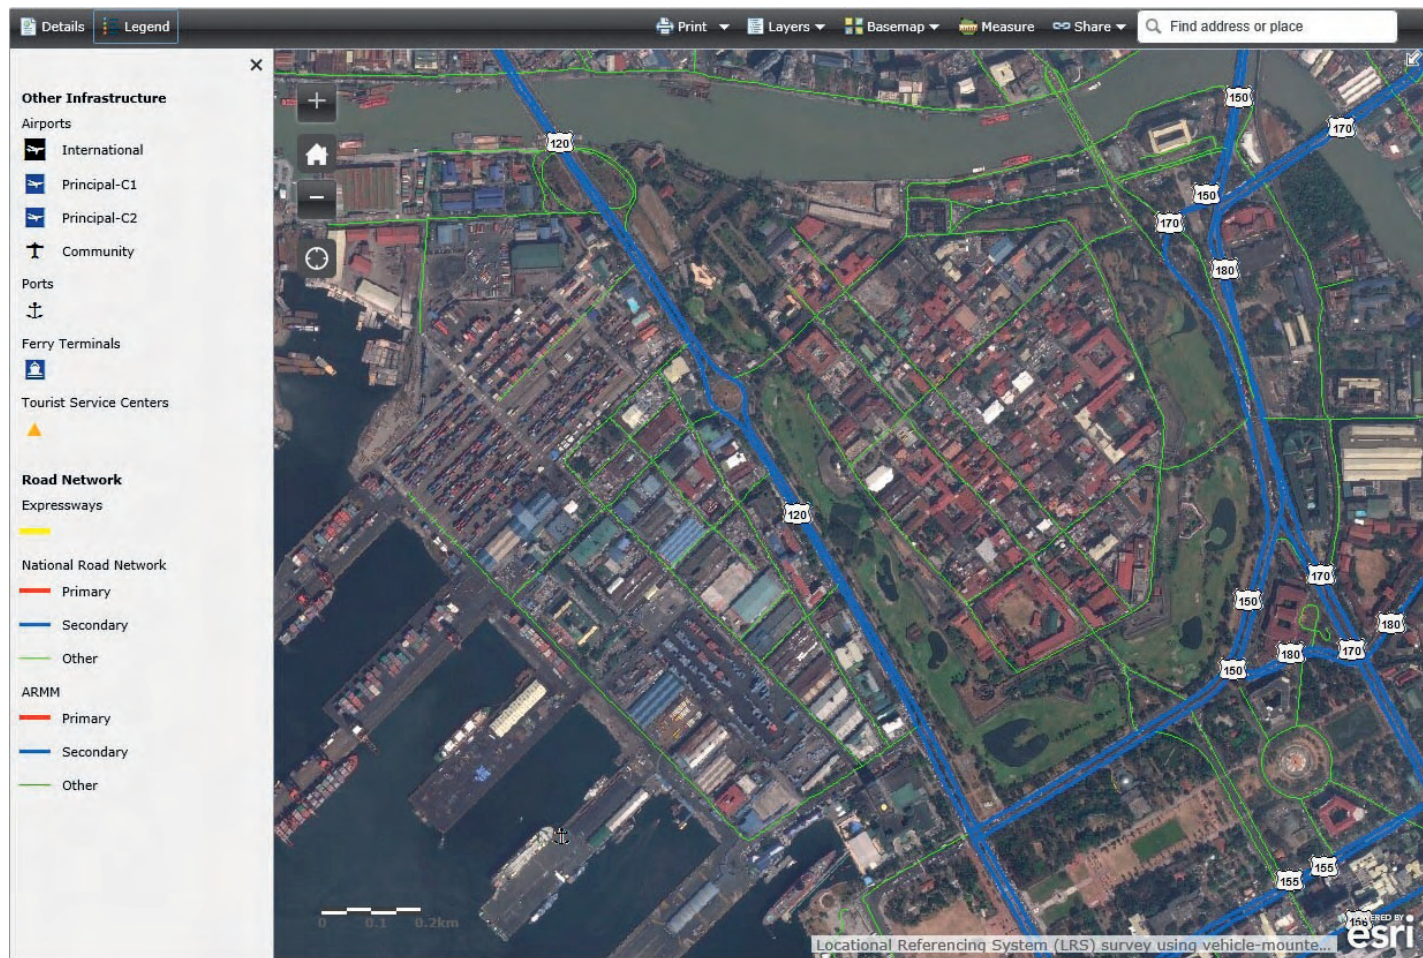 Details
Legend
Print
Layers
Basemap
Measure
Share
Find address or place
Other Infrastructure
Airports
International
Principal-C1
Principal-C2
Community
Ports
Ferry Terminals
Tourist Service Centers
Road Network
Expressways
National Road Network
Primary
Secondary
Other
ARMM
Primary
Secondary
Other
150
170
120
150
170
180
120
170
150
180
180
170
150
155
155
0 0.1 0.2km
POWERED BY
esri
Locational Referencing System (LRS) survey using vehicle-mounte...